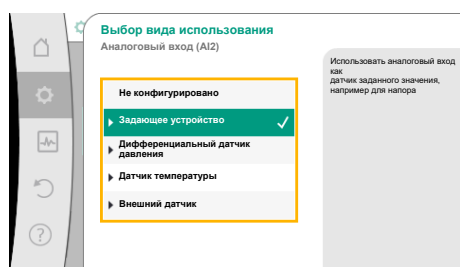 Выбор вида использования
Аналоговый вход (AI2)
Использовать аналоговый вход
как
датчик заданного значения,
например для напора
Не конфигурировано
Задающее устройство
Дифференциальный датчик
давления
Датчик температуры
Внешний датчик
?